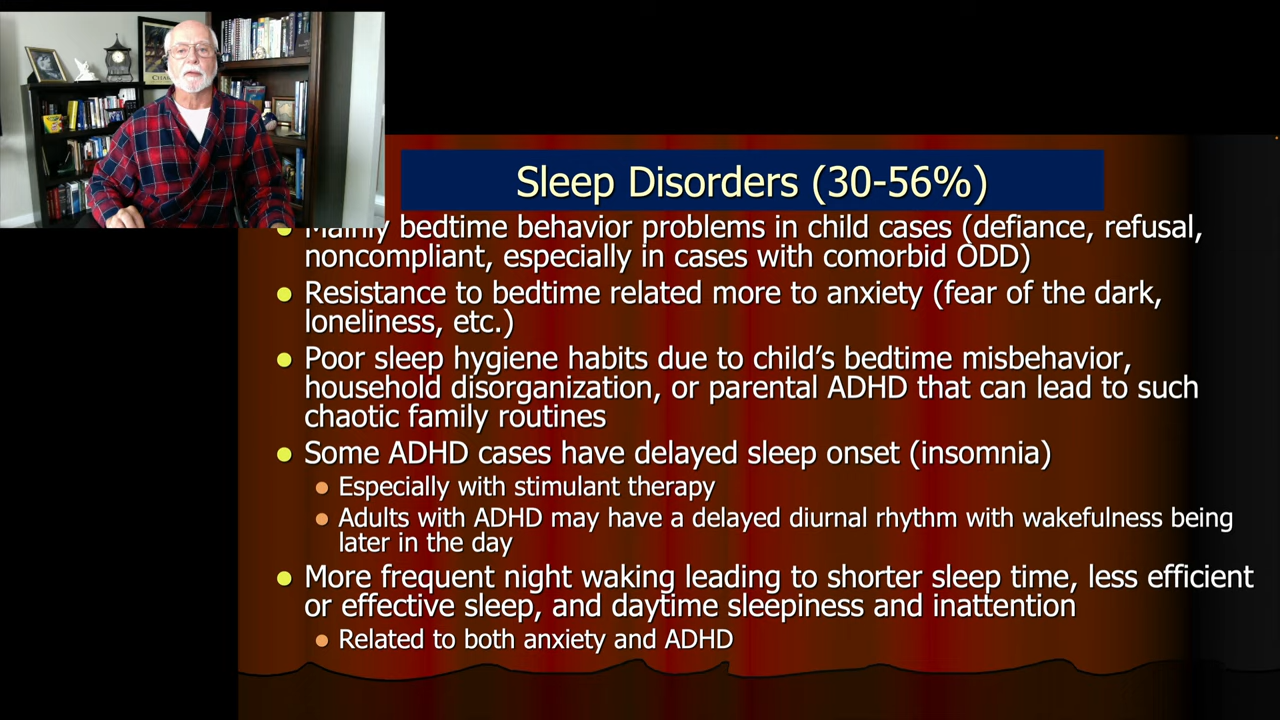 Sleep Disorders (30-56%)
Mainly bedtime behavior problems in child cases (defiance, refusal,
noncompliant, especially in cases with comorbid ODD)
Resistance to bedtime related more to anxiety (fear of the dark,
loneliness, etc.)
Poor sleep hygiene habits due to child’s bedtime misbehavior,
household disorganization, or parental ADHD that can lead to such
chaotic family routines
Some ADHD cases have delayed sleep onset (insomnia)
Especially with stimulant therapy
Adults with ADHD may have a delayed diurnal rhythm with wakefulness being
later in the day
More frequent night waking leading to shorter sleep time, less efficient
or effective sleep, and daytime sleepiness and inattention
Related to both anxiety and ADHD